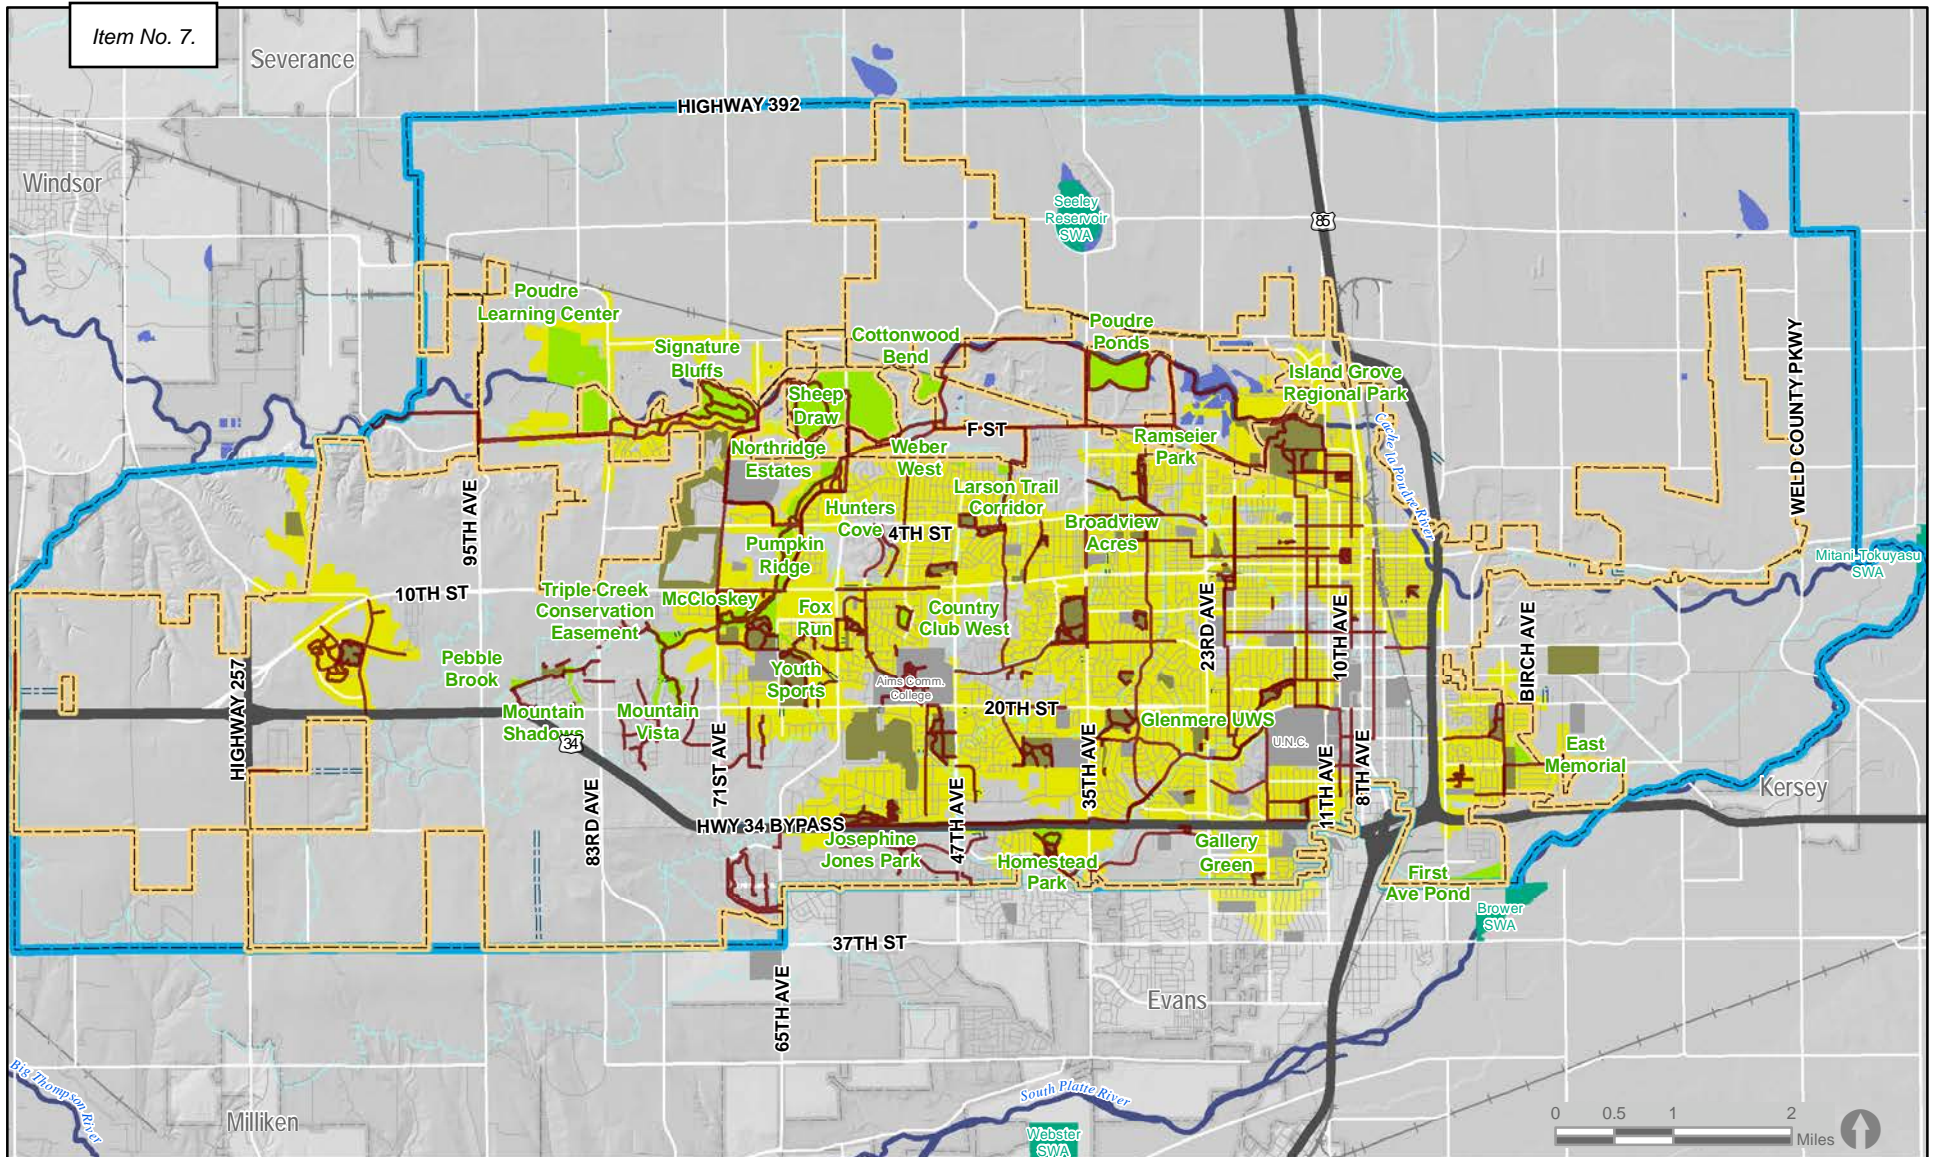 Item No. 7.
Severance
HIGHWAY 392
Windsor
Seeley
Reservoir
SWA
85
Poudre
Learning Center
Signature
Bluffs
Cottonwood
Bend
Poudre
Ponds
Island Grove
Regional Park
Sheep
Draw
F ST
Cache la Poudre River
WELD COUNTY PKWY
Northridge
Estates
Weber
West
Ramseier
Park
95TH AVE
Hunters
Cove
Larson Trail
Corridor
4TH ST
Broadview
Acres
Pumpkin
Ridge
Mitani-Tokuyasu
SWA
10TH ST
Triple Creek
Conservation
Easement
McCloskey
Fox
Run
Country
Club West
23RD AVE
10TH AVE
BIRCH AVE
Pebble
Brook
Youth
Sports
Aims Comm.
College
HIGHWAY 257
Mountain
Shadows
34
Mountain
Vista
71ST AVE
20TH ST
35TH AVE
Glenmere UWS
U.N.C.
11TH AVE
8TH AVE
East
Memorial
Kersey
83RD AVE
HWY 34 BYPASS
47TH AVE
Josephine
Jones Park
Homestead
Park
Gallery
Green
First
Ave Pond
Brower
SWA
37TH ST
65TH AVE
Evans
Big Thompson River
Milliken
South Platte River
Webster
SWA
0 0.5 1 2
Miles